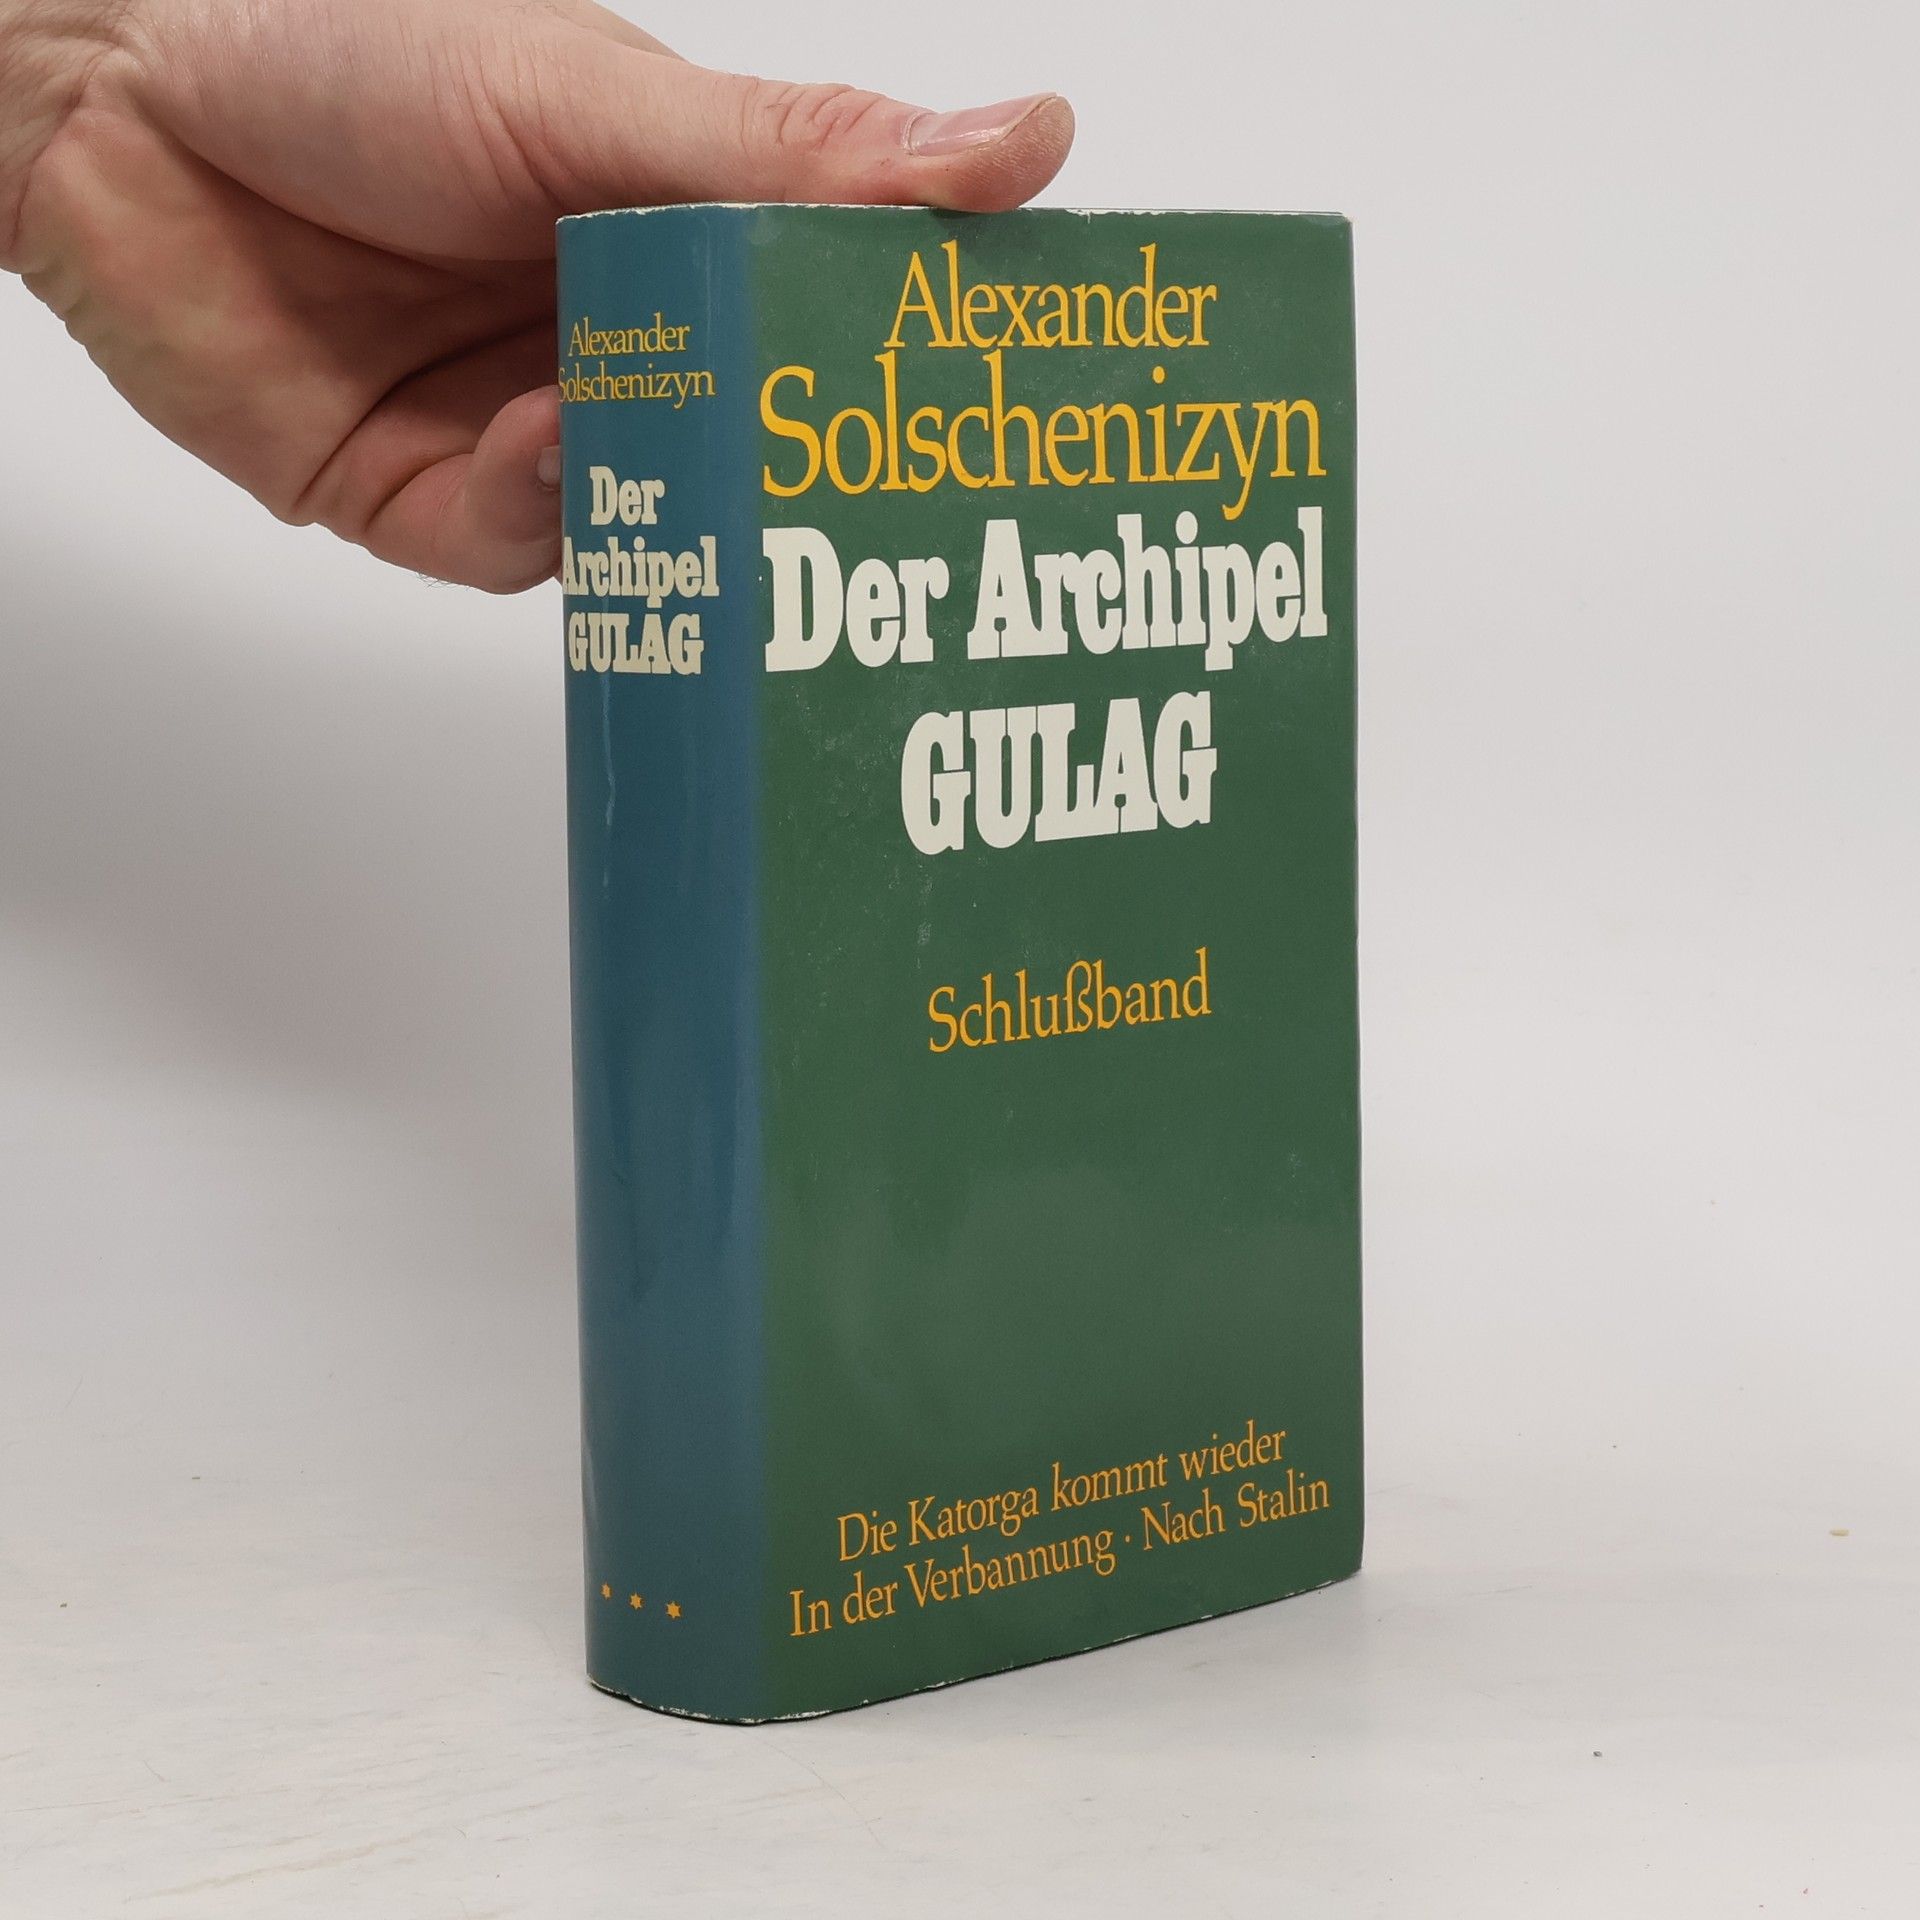 Alexander
Solschenizyn
Der
Archipel
GULAG
Alexander
Solschenizyn
Der Archipel
GULAG
Schlußband
Die Katorga kommt wieder
In der Verbannung · Nach Stalin